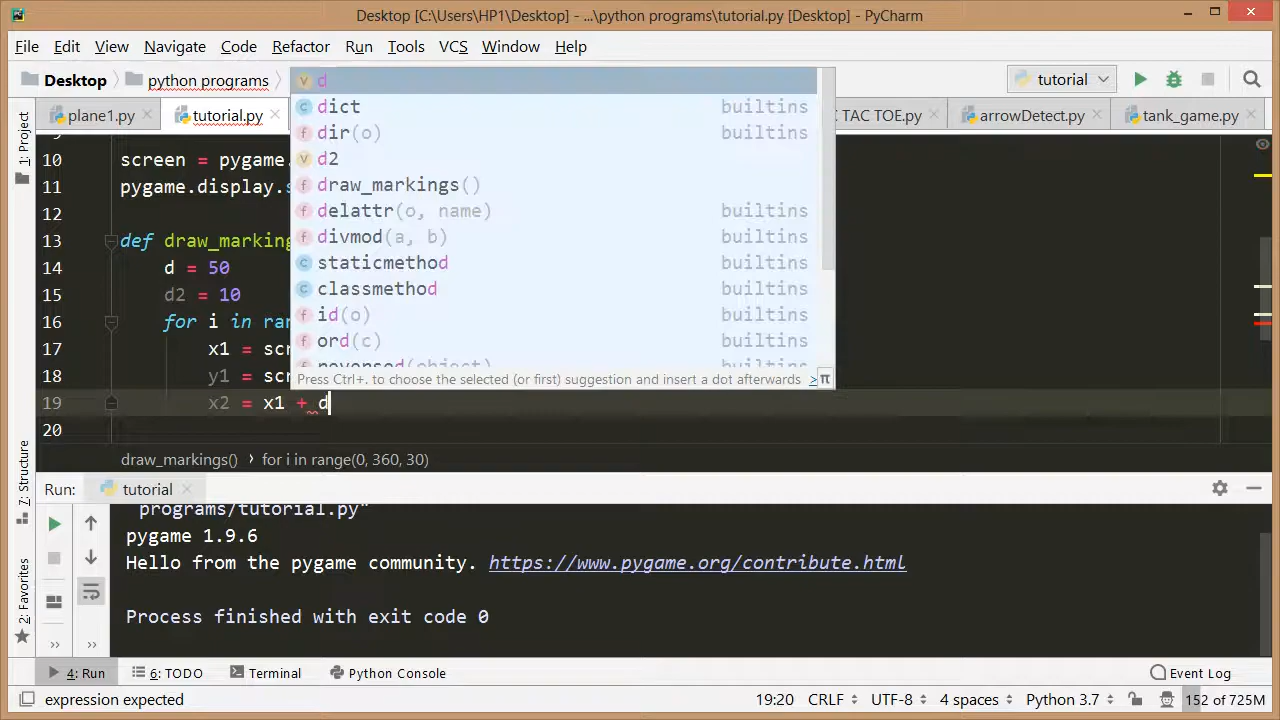 Desktop [C:\Users\HP1\Desktop] - ...\python programs\tutorial.py [Desktop] - PyCharm
File Edit View Navigate Code Refactor Run Tools VCS Window Help
Desktop python programs tutorial
plane1.py tutorial.py TAC TOE.py arrowDetect.py tank_game.py
d
dict builtins
dir(o) builtins
d2
draw_markings()
delattr(o, name) builtins
divmod(a, b) builtins
staticmethod builtins
classmethod builtins
id(o) builtins
ord(c) builtins
reversed(object) builtins
Press Ctrl+. to choose the selected (or first) suggestion and insert a dot afterwards >> π
1: Project
10 screen = pygame.
11 pygame.display.s
12
13 def draw_marking
14 d = 50
15 d2 = 10
16 for i in ran
17 x1 = scr
18 y1 = scr
19 x2 = x1 + d
20
draw_markings() › for i in range(0, 360, 30)
7: Structure
2: Favorites
Run: tutorial
programs/tutorial.py"
pygame 1.9.6
Hello from the pygame community. https://www.pygame.org/contribute.html
Process finished with exit code 0
4: Run 6: TODO Terminal Python Console Event Log
expression expected 19:20 CRLF UTF-8 4 spaces Python 3.7 152 of 725M